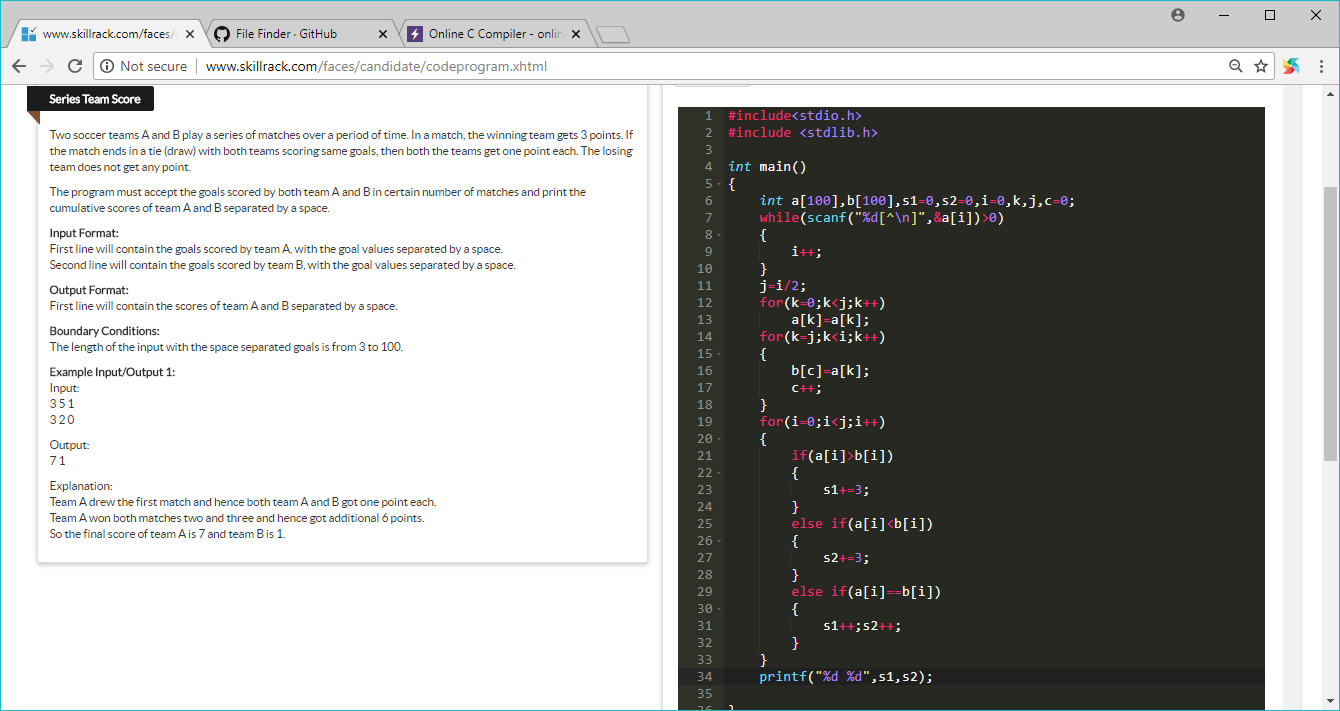 www.skillrack.com/faces/
File Finder · GitHub
Online C Compiler - onlin
Not secure
www.skillrack.com/faces/candidate/codeprogram.xhtml
Series Team Score
Two soccer teams A and B play a series of matches over a period of time. In a match, the winning team gets 3 points. If
the match ends in a tie (draw) with both teams scoring same goals, then both the teams get one point each. The losing
team does not get any point.
The program must accept the goals scored by both team A and B in certain number of matches and print the
cumulative scores of team A and B separated by a space.
Input Format:
First line will contain the goals scored by team A, with the goal values separated by a space.
Second line will contain the goals scored by team B, with the goal values separated by a space.
Output Format:
First line will contain the scores of team A and B separated by a space.
Boundary Conditions:
The length of the input with the space separated goals is from 3 to 100.
Example Input/Output 1:
Input:
3 5 1
3 2 0
Output:
7 1
Explanation:
Team A drew the first match and hence both team A and B got one point each.
Team A won both matches two and three and hence got additional 6 points.
So the final score of team A is 7 and team B is 1.
1 #include<stdio.h>
2 #include <stdlib.h>
3
4 int main()
5 {
6 int a[100],b[100],s1=0,s2=0,i=0,k,j,c=0;
7 while(scanf("%d[^\n]",&a[i])>0)
8 {
9 i++;
10 }
11 j=i/2;
12 for(k=0;k<j;k++)
13 a[k]=a[k];
14 for(k=j;k<i;k++)
15 {
16 b[c]=a[k];
17 c++;
18 }
19 for(i=0;i<j;i++)
20 {
21 if(a[i]>b[i])
22 {
23 s1+=3;
24 }
25 else if(a[i]<b[i])
26 {
27 s2+=3;
28 }
29 else if(a[i]==b[i])
30 {
31 s1++;s2++;
32 }
33 }
34 printf("%d %d",s1,s2);
35
36 }